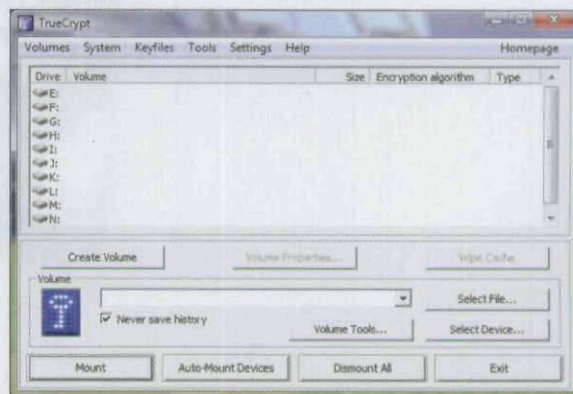 TrueCrypt
Volumes System Keyfiles Tools Settings Help Homepage
Drive Volume Size Encryption algorithm Type
E:
F:
G:
H:
I:
J:
K:
L:
M:
N:
Create Volume Volume Properties... Wipe Cache
Volume
Never save history
Select File...
Volume Tools... Select Device...
Mount Auto-Mount Devices Dismount All Exit